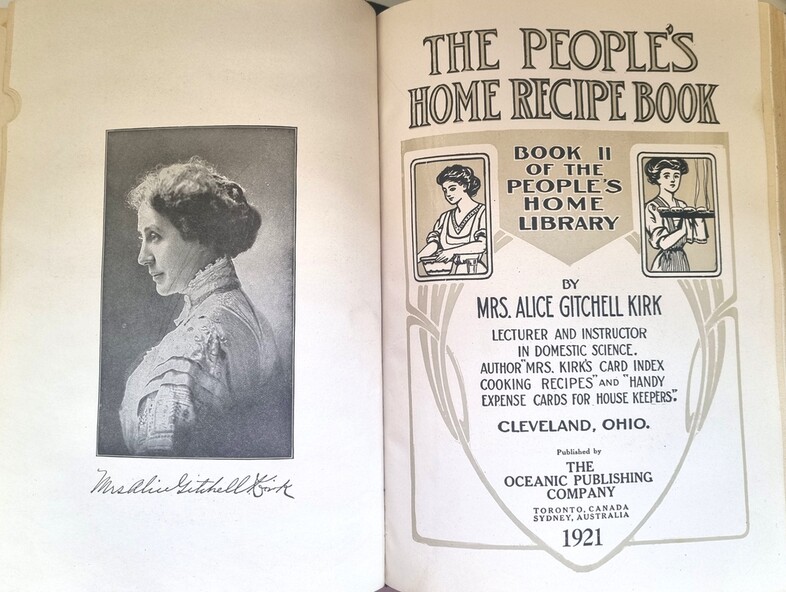 Mrs Alice Gitchell Kirk
THE PEOPLE'S
HOME RECIPE BOOK
BOOK II
OF THE
PEOPLE'S
HOME
LIBRARY
BY
MRS. ALICE GITCHELL KIRK
LECTURER AND INSTRUCTOR
IN DOMESTIC SCIENCE.
AUTHOR "MRS. KIRK'S CARD INDEX
COOKING RECIPES" AND "HANDY
EXPENSE CARDS FOR HOUSE KEEPERS".
CLEVELAND, OHIO.
Published by
THE
OCEANIC PUBLISHING
COMPANY
TORONTO, CANADA
SYDNEY, AUSTRALIA
1921